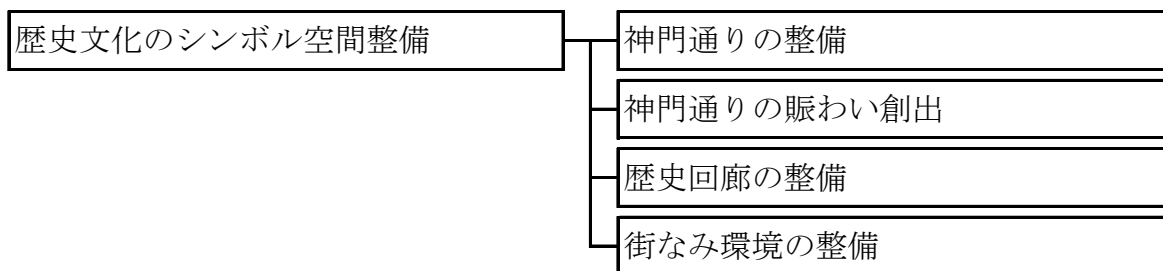 歴史文化のシンボル空間整備
神門通りの整備
神門通りの賑わい創出
歴史回廊の整備
街なみ環境の整備